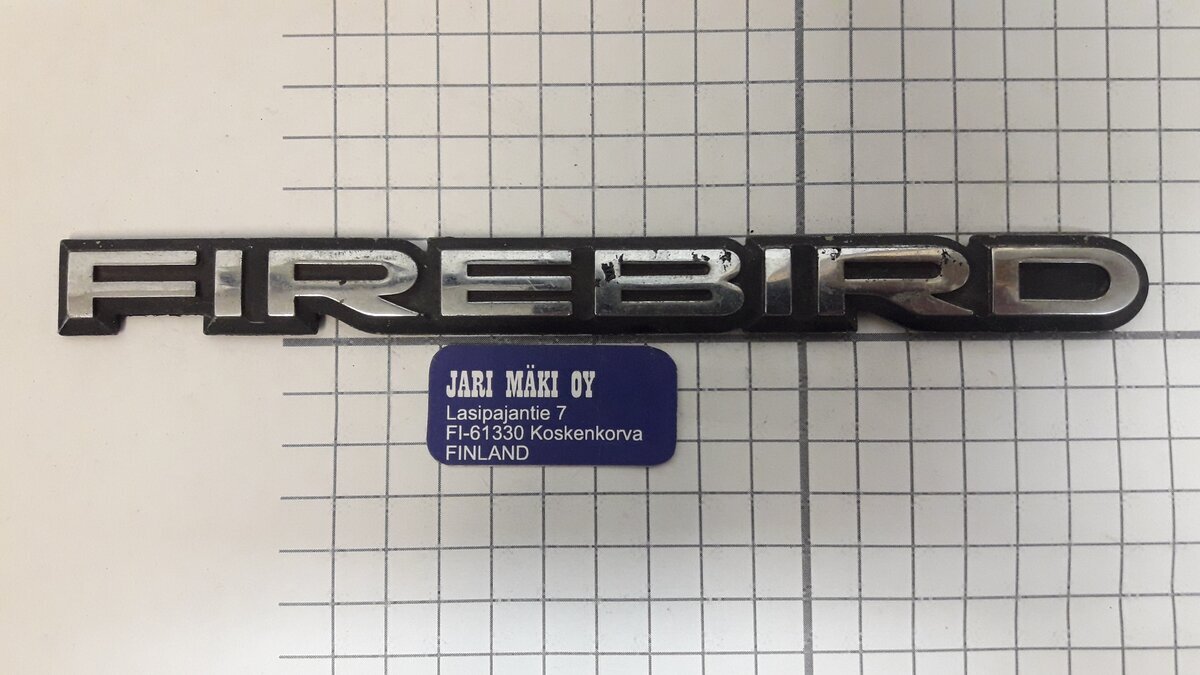 FIREBIRD
JARI MÄKI OY
Lasipajantie 7
FI-61330 Koskenkorva
FINLAND